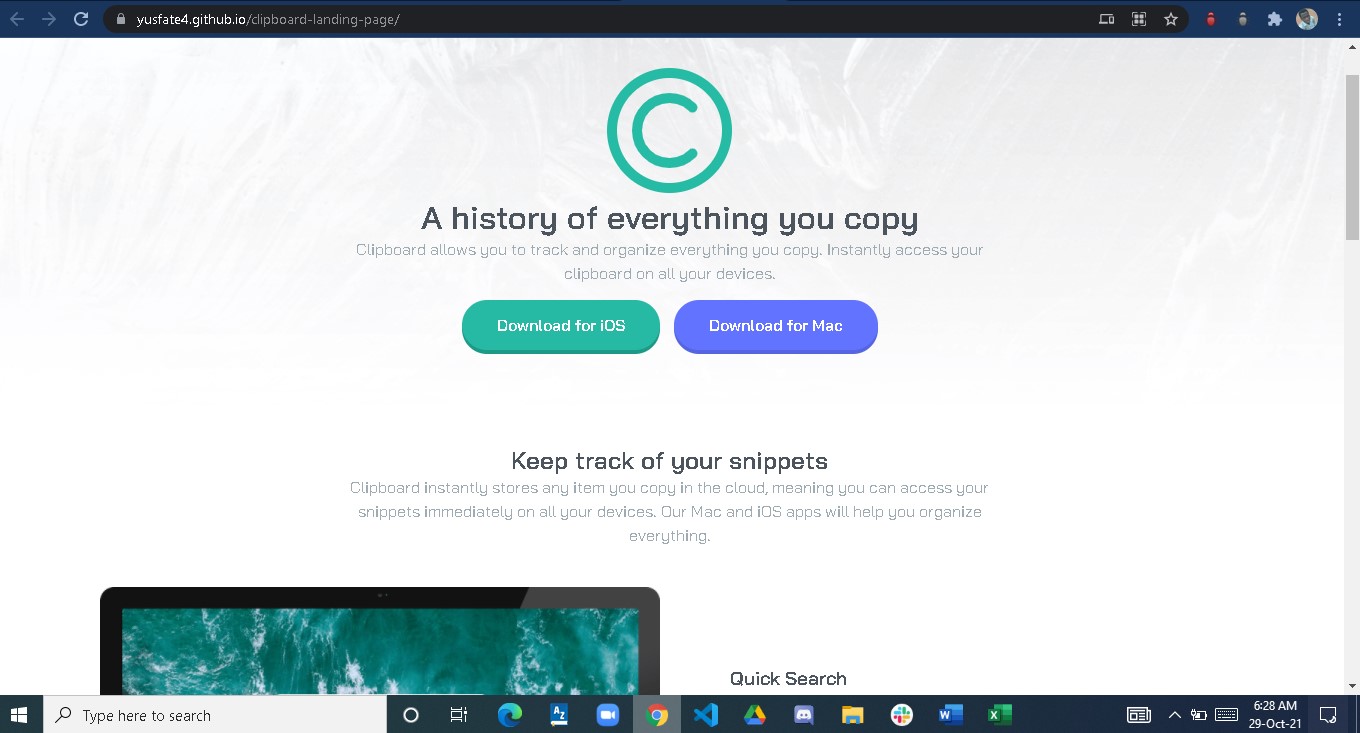 yusfate4.github.io/clipboard-landing-page/
C
A history of everything you copy
Clipboard allows you to track and organize everything you copy. Instantly access your
clipboard on all your devices.
Download for iOS
Download for Mac
Keep track of your snippets
Clipboard instantly stores any item you copy in the cloud, meaning you can access your
snippets immediately on all your devices. Our Mac and iOS apps will help you organize
everything.
Quick Search
Type here to search
A-Z
W
X
6:28 AM
29-Oct-21